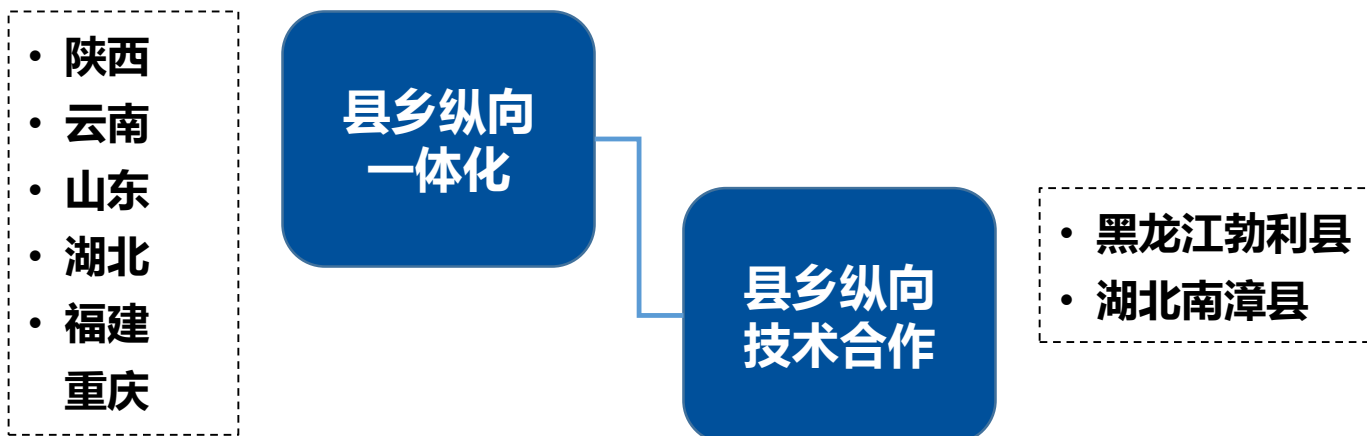 • 陕西
• 云南
• 山东
• 湖北
• 福建
重庆
县乡纵向
一体化
县乡纵向
技术合作
• 黑龙江勃利县
• 湖北南漳县